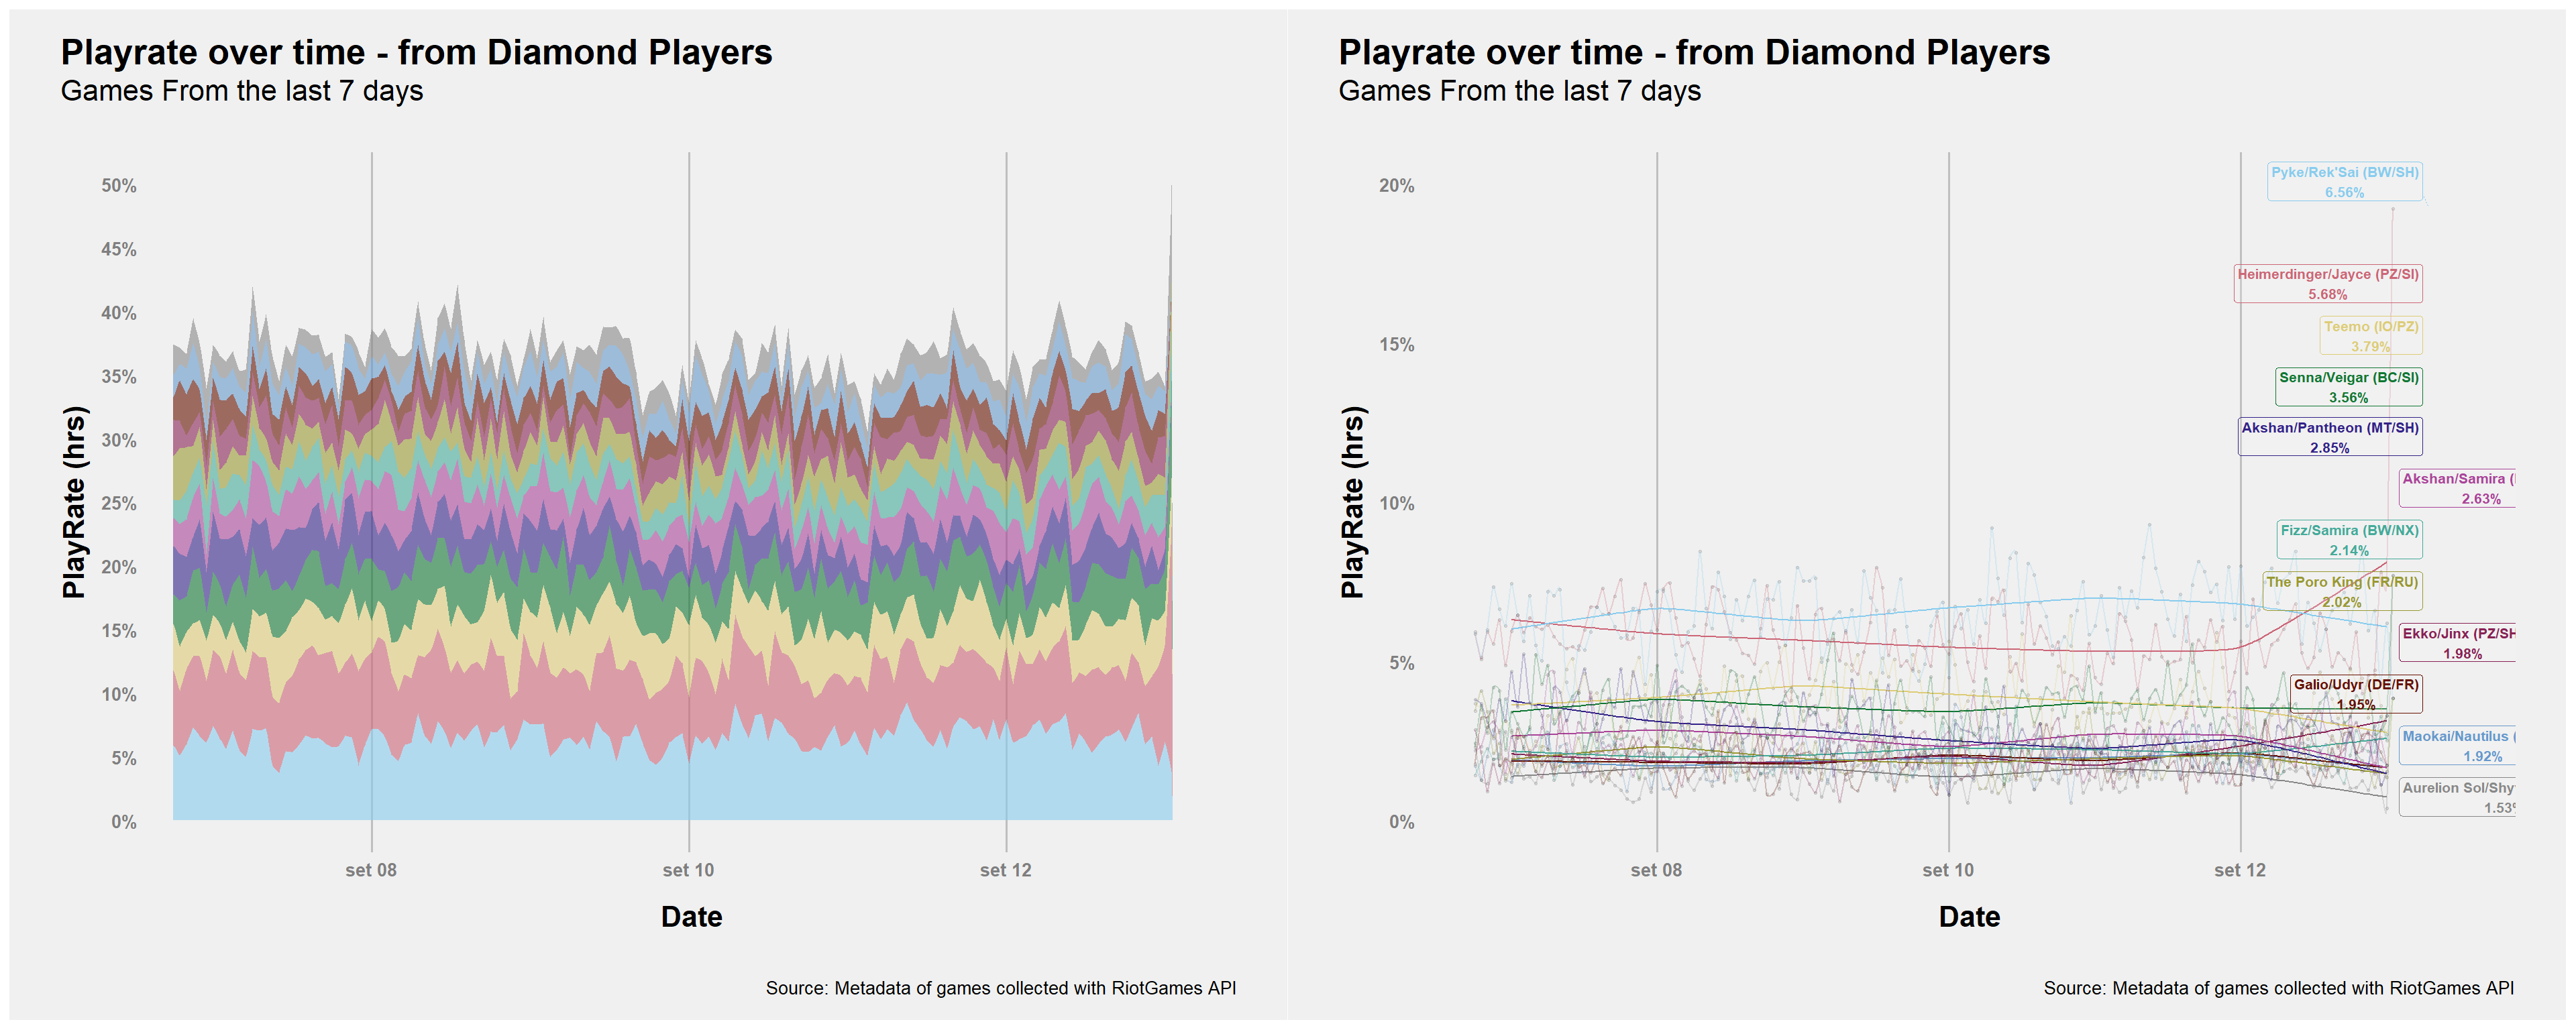 Playrate over time - from Diamond Players
Games From the last 7 days
50%
45%
40%
35%
30%
25%
20%
15%
10%
5%
0%
PlayRate (hrs)
set 08
set 10
set 12
Date
Source: Metadata of games collected with RiotGames API
Playrate over time - from Diamond Players
Games From the last 7 days
20%
15%
10%
5%
0%
PlayRate (hrs)
Pyke/Rek'Sai (BW/SH)
6.56%
Heimerdinger/Jayce (PZ/SI)
5.68%
Teemo (IO/PZ)
3.79%
Senna/Veigar (BC/SI)
3.56%
Akshan/Pantheon (MT/SH)
2.85%
Akshan/Samira (
2.63%
Fizz/Samira (BW/NX)
2.14%
The Poro King (FR/RU)
2.02%
Ekko/Jinx (PZ/SH
1.98%
Galio/Udyr (DE/FR)
1.95%
Maokai/Nautilus (
1.92%
Aurelion Sol/Shy
1.53%
set 08
set 10
set 12
Date
Source: Metadata of games collected with RiotGames API